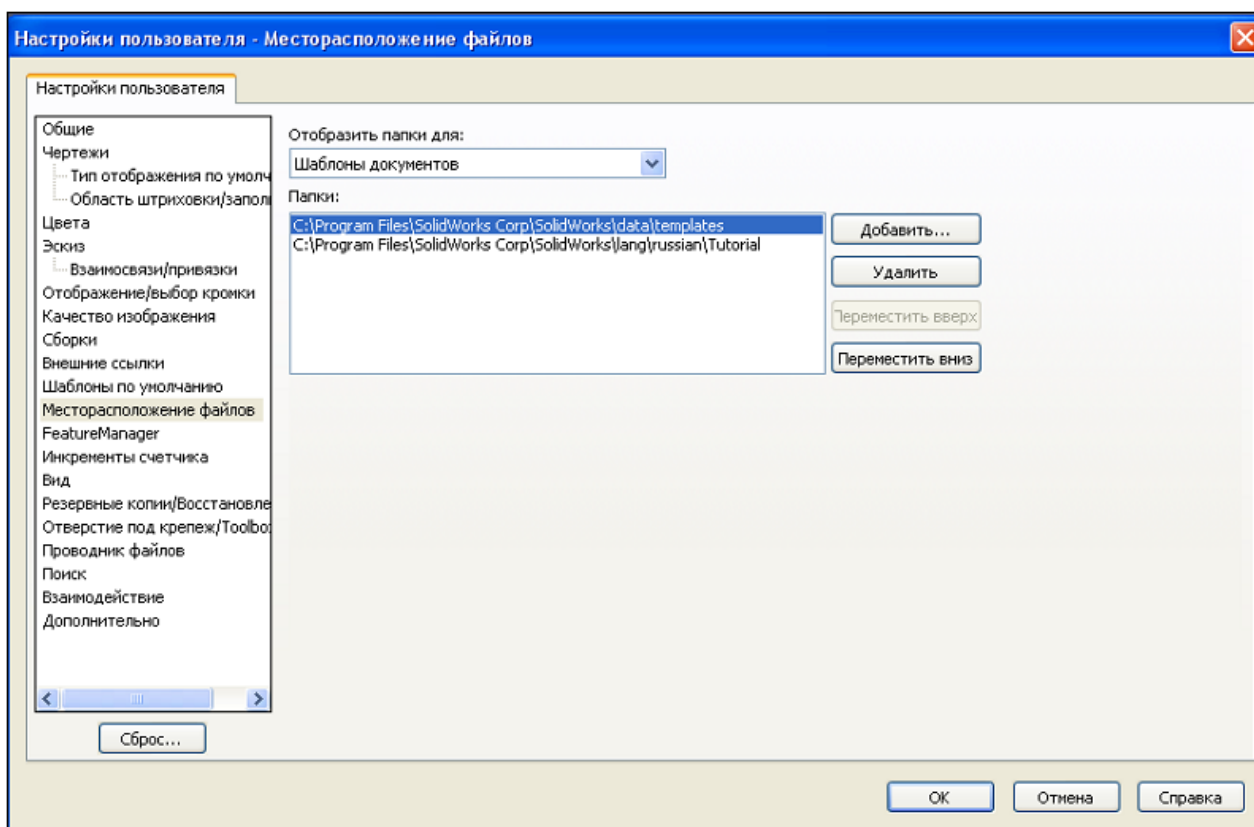 Настройки пользователя - Месторасположение файлов
Настройки пользователя
Общие
Чертежи
Тип отображения по умолч
Область штриховки/запол
Цвета
Эскиз
Взаимосвязи/привязки
Отображение/выбор кромки
Качество изображения
Сборки
Внешние ссылки
Шаблоны по умолчанию
Месторасположение файлов
FeatureManager
Инкременты счетчика
Вид
Резервные копии/Восстановле
Отверстие под крепеж/Toolbo
Проводник файлов
Поиск
Взаимодействие
Дополнительно
Сброс...
Отобразить папки для:
Шаблоны документов
Папки:
C:\Program Files\SolidWorks Corp\SolidWorks\data\templates
C:\Program Files\SolidWorks Corp\SolidWorks\lang\russian\Tutorial
Добавить...
Удалить
Переместить вверх
Переместить вниз
OK
Отмена
Справка